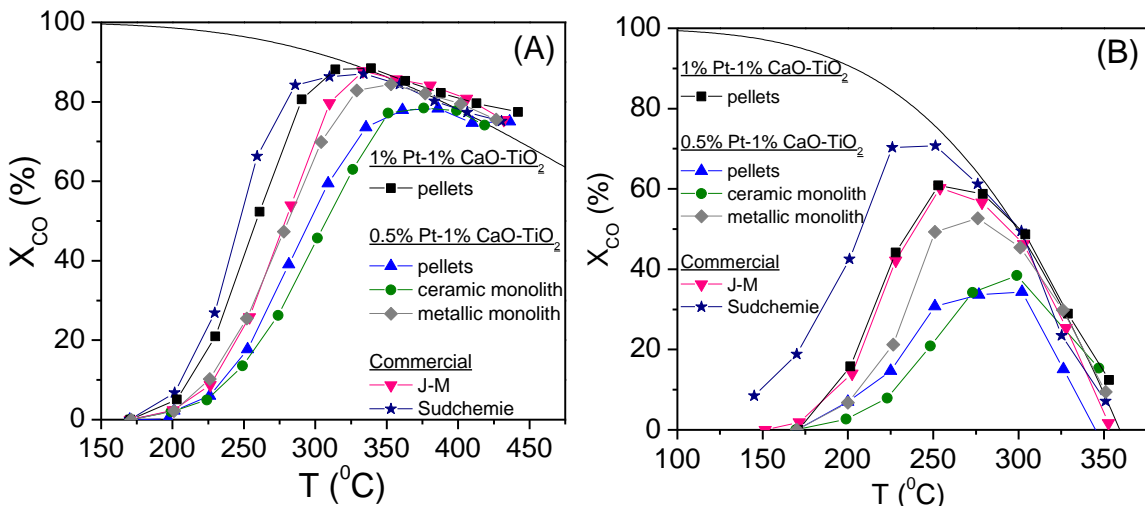 (A)
X_CO (%)
100
80
60
40
20
0
1% Pt-1% CaO-TiO₂
pellets
0.5% Pt-1% CaO-TiO₂
pellets
ceramic monolith
metallic monolith
Commercial
J-M
Sudchemie
150 200 250 300 350 400 450
T (⁰C)
(B)
X_CO (%)
100
80
60
40
20
0
1% Pt-1% CaO-TiO₂
pellets
0.5% Pt-1% CaO-TiO₂
pellets
ceramic monolith
metallic monolith
Commercial
J-M
Sudchemie
100 150 200 250 300 350
T (⁰C)